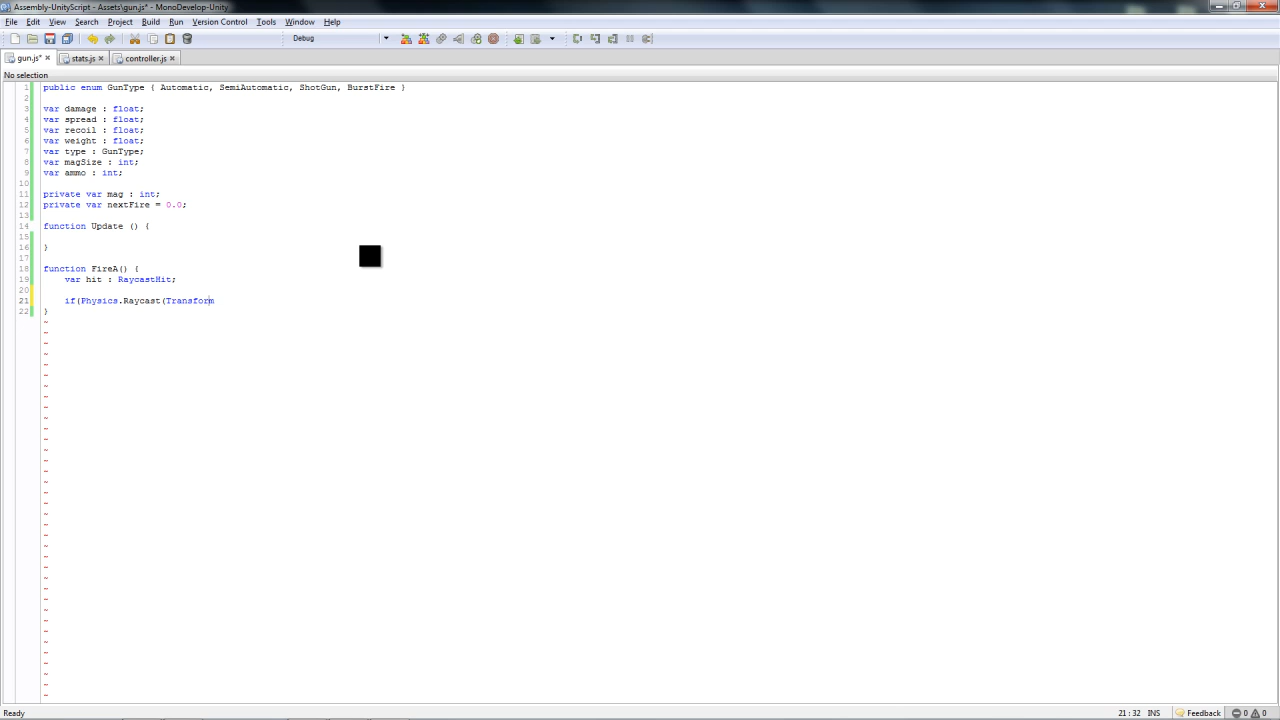 Assembly-UnityScript - Assets\gun.js* - MonoDevelop-Unity
File Edit View Search Project Build Run Version Control Tools Window Help
Debug
gun.js* stats.js controller.js
No selection
1 public enum GunType { Automatic, SemiAutomatic, ShotGun, BurstFire }
2
3 var damage : float;
4 var spread : float;
5 var recoil : float;
6 var weight : float;
7 var type : GunType;
8 var magSize : int;
9 var ammo : int;
10
11 private var mag : int;
12 private var nextFire = 0.0;
13
14 function Update () {
15
16 }
17
18 function FireA() {
19 var hit : RaycastHit;
20
21 if(Physics.Raycast(Transform
22 }
Ready 21 : 32 INS Feedback 0 0